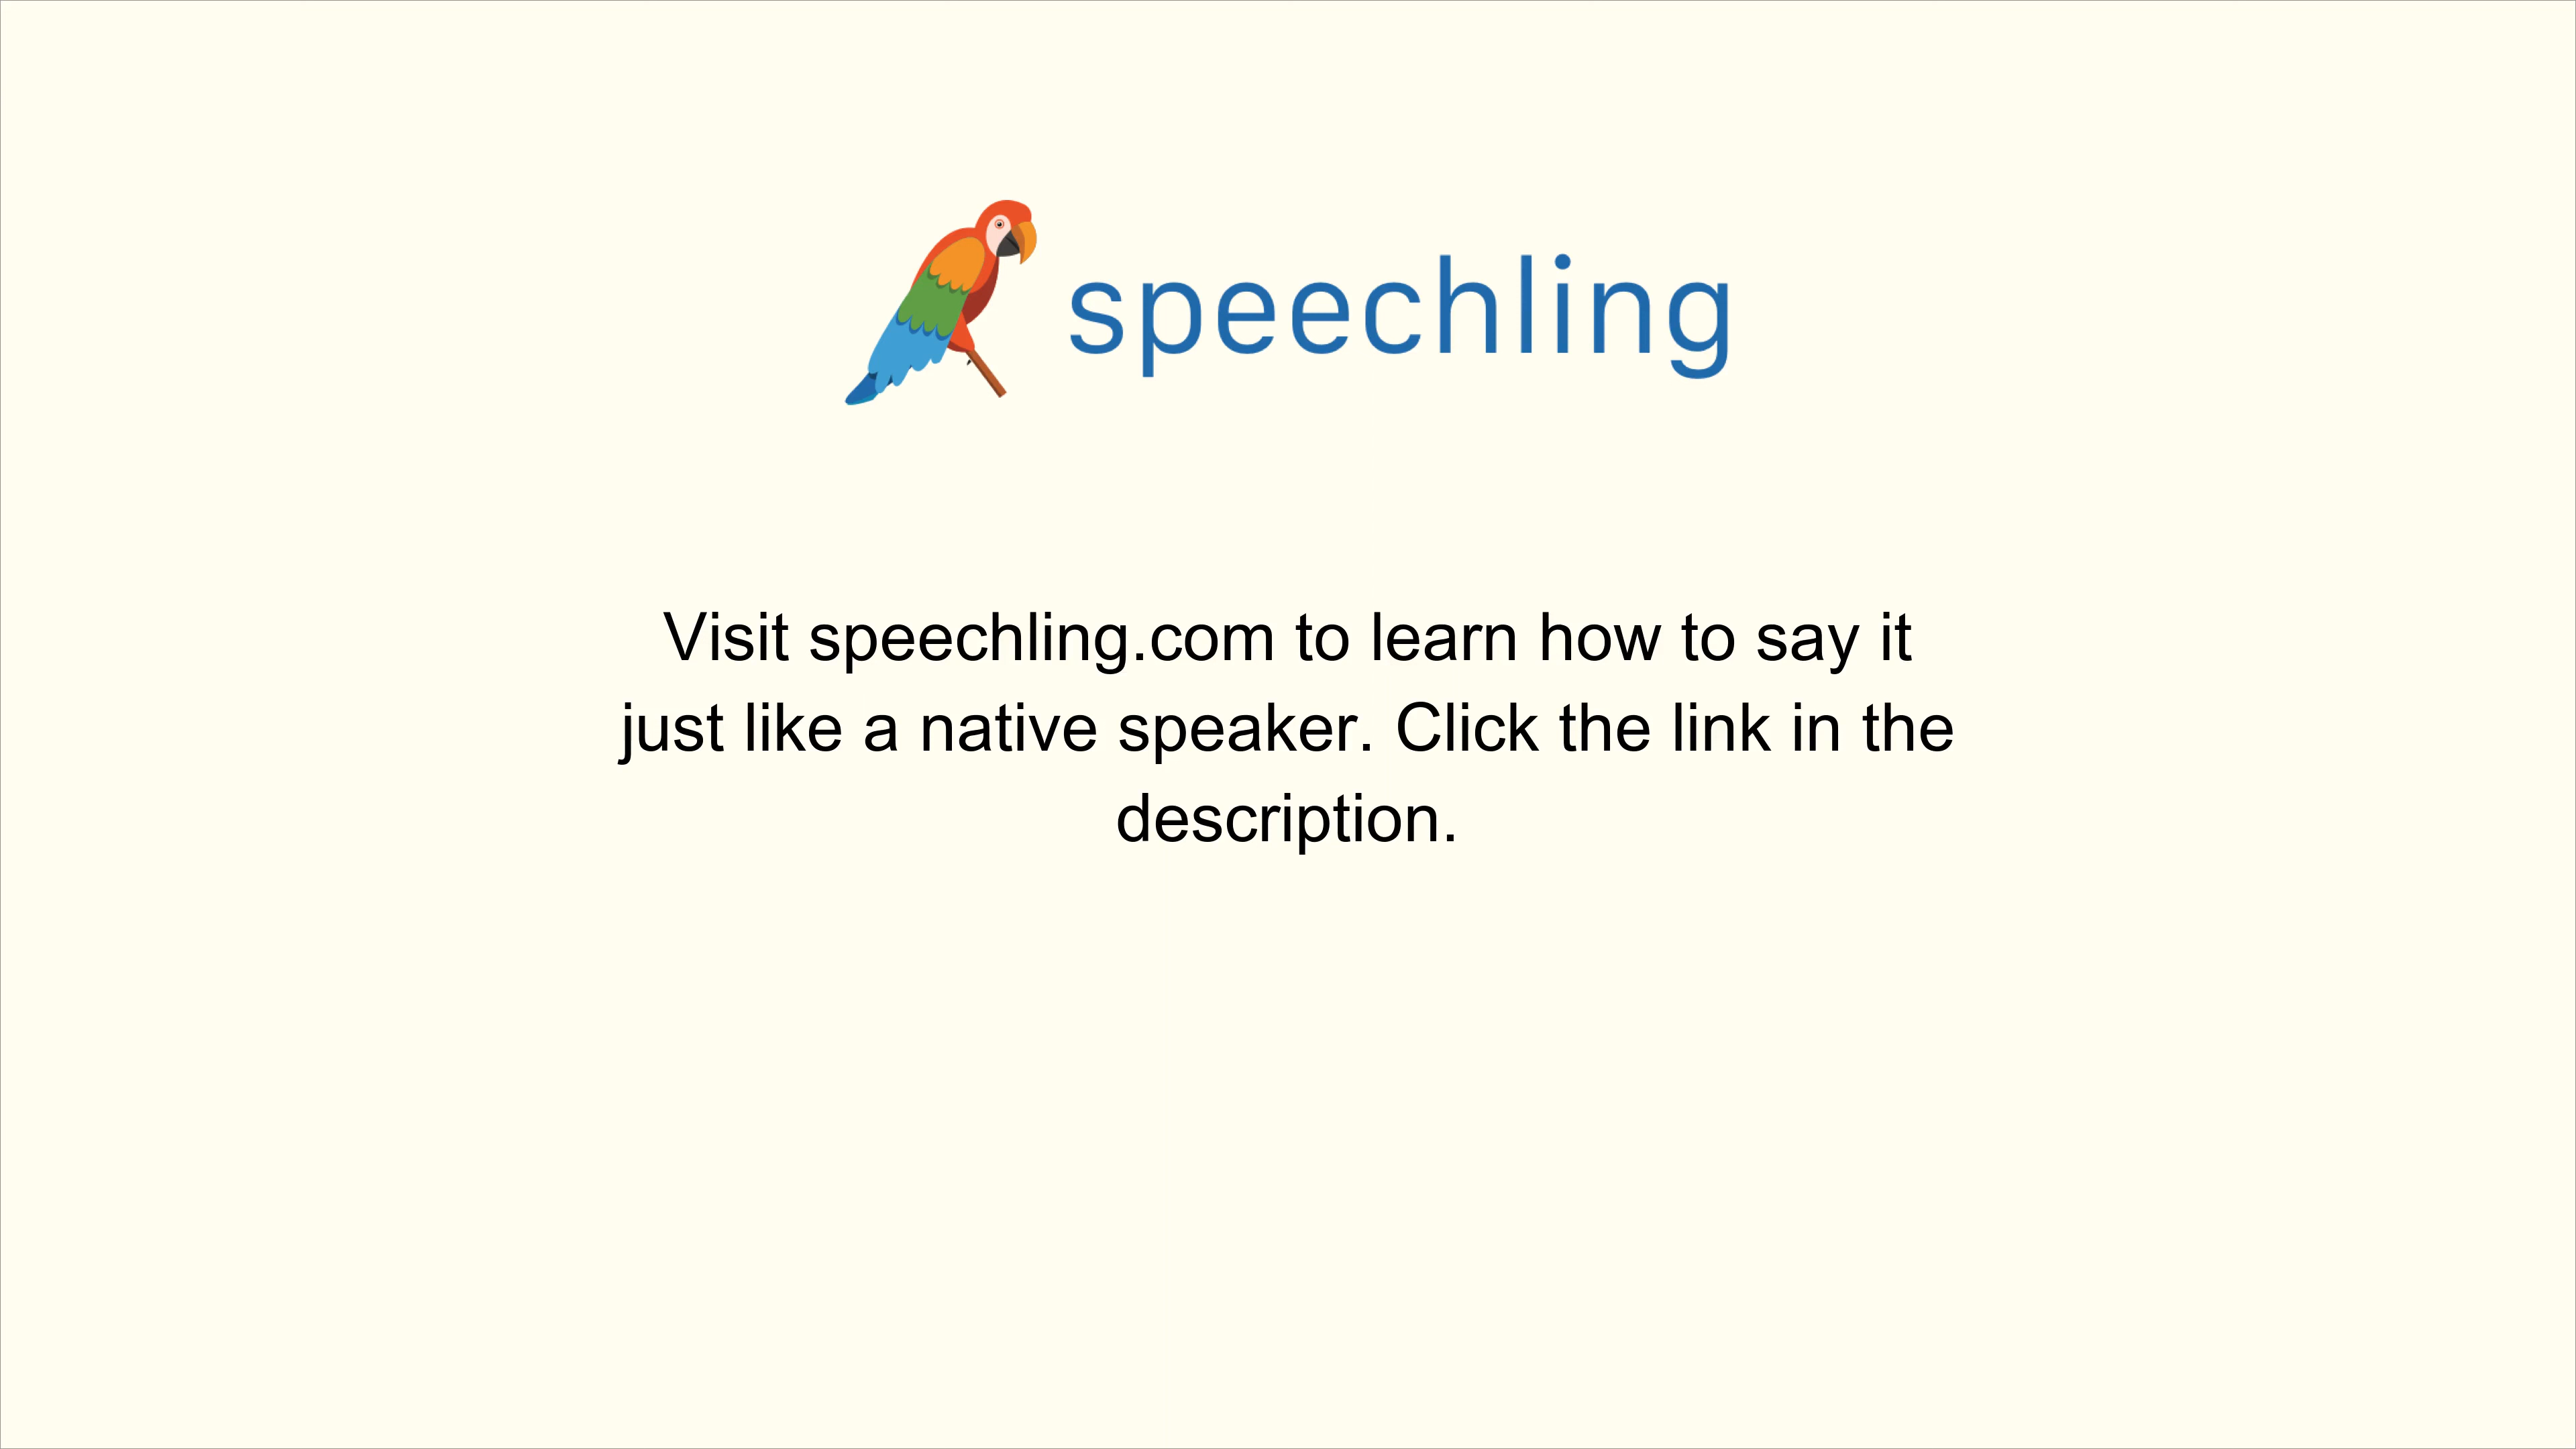 speechling
Visit speechling.com to learn how to say it
just like a native speaker. Click the link in the
description.